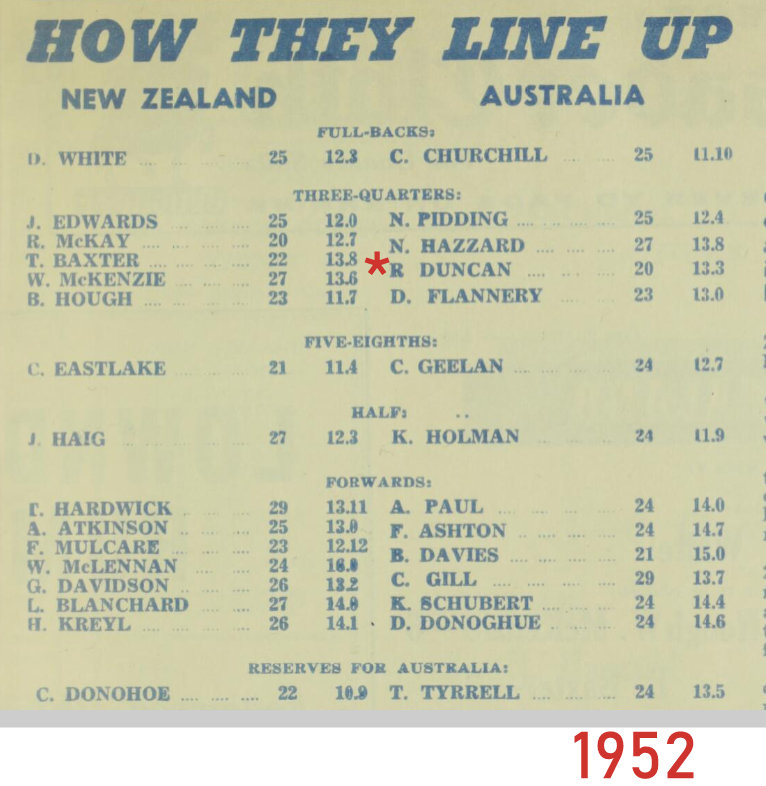 HOW THEY LINE UP
NEW ZEALAND AUSTRALIA
FULL-BACKS:
D. WHITE .... .... .... 25 12.3 C. CHURCHILL .... .... 25 11.10
THREE-QUARTERS:
J. EDWARDS .... .... .... 25 12.0 N. PIDDING .... .... .... 25 12.4
R. McKAY .... .... .... 20 12.7 N. HAZZARD .... .... 27 13.8
T. BAXTER .... .... .... 22 13.8 * R DUNCAN .... .... 20 13.3
W. McKENZIE .... .... 27 13.6
B. HOUGH .... .... .... 23 11.7 D. FLANNERY .... .... 23 13.0
FIVE-EIGHTHS:
C. EASTLAKE .... .... .... 21 11.4 C. GEELAN .... .... .... 24 12.7
HALF:
J. HAIG .... .... .... 27 12.3 K. HOLMAN .... .... 24 11.9
FORWARDS:
T. HARDWICK .... .... 29 13.11 A. PAUL .... .... .... 24 14.0
A. ATKINSON .... .... 25 13.0 F. ASHTON .... .... .... 24 14.7
F. MULCARE .... .... 23 12.12 B. DAVIES .... .... .... 21 15.0
W. McLENNAN .... .... 24
G. DAVIDSON .... .... 26 13.2 C. GILL .... .... .... 29 13.7
L. BLANCHARD .... .... 27 14.0 K. SCHUBERT .... .... 24 14.4
H. KREYL .... .... .... 26 14.1 D. DONOGHUE .... .... 24 14.6
RESERVES FOR AUSTRALIA:
C. DONOHOE .... .... .... 22 10.9 T. TYRRELL .... .... .... 24 13.5
1952